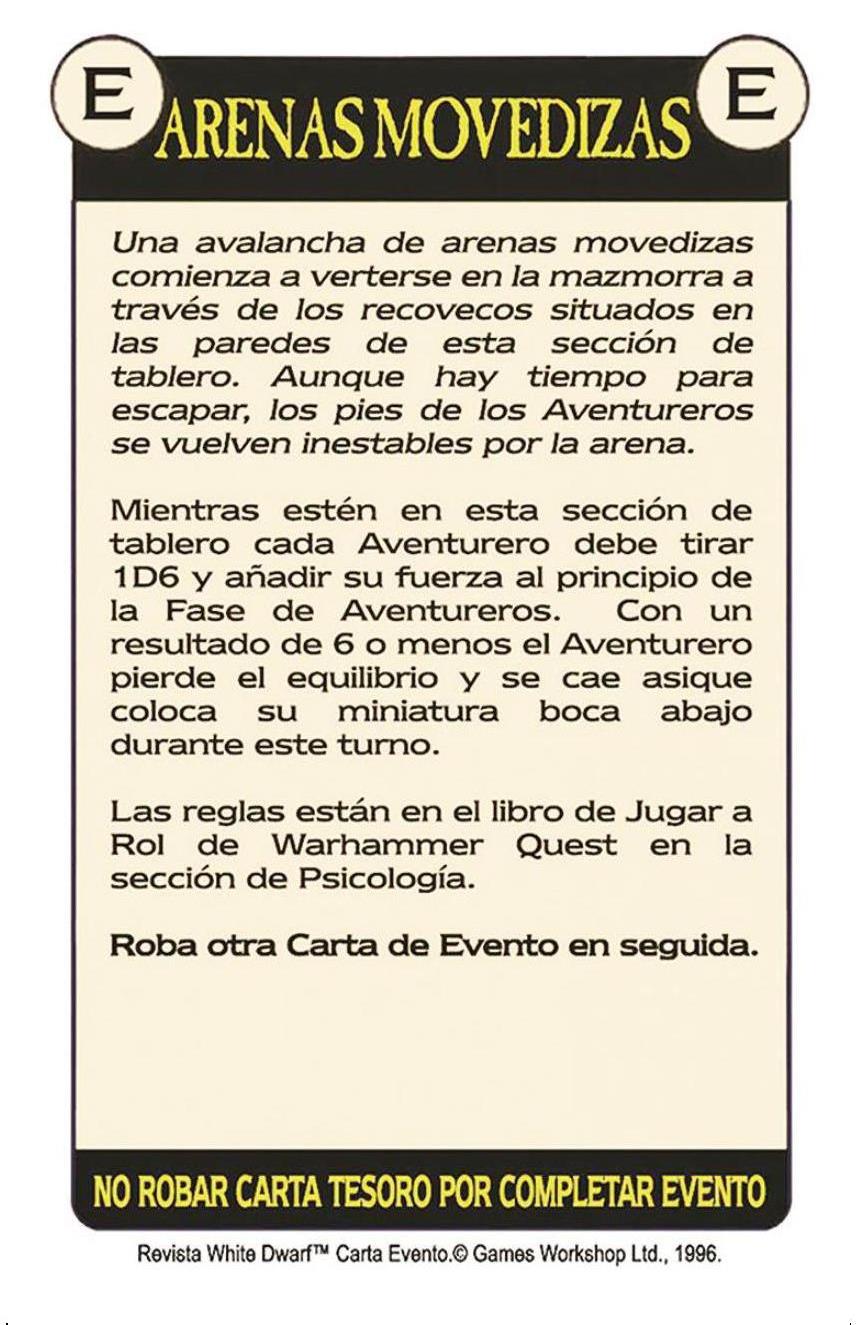 E ARENAS MOVEDIZAS E
Una avalancha de arenas movedizas
comienza a verterse en la mazmorra a
través de los recovecos situados en
las paredes de esta sección de
tablero. Aunque hay tiempo para
escapar, los pies de los Aventureros
se vuelven inestables por la arena.
Mientras estén en esta sección de
tablero cada Aventurero debe tirar
1D6 y añadir su fuerza al principio de
la Fase de Aventureros. Con un
resultado de 6 o menos el Aventurero
pierde el equilibrio y se cae asique
coloca su miniatura boca abajo
durante este turno.
Las reglas están en el libro de Jugar a
Rol de Warhammer Quest en la
sección de Psicología.
Roba otra Carta de Evento en seguida.
NO ROBAR CARTA TESORO POR COMPLETAR EVENTO
Revista White Dwarf™ Carta Evento.© Games Workshop Ltd., 1996.